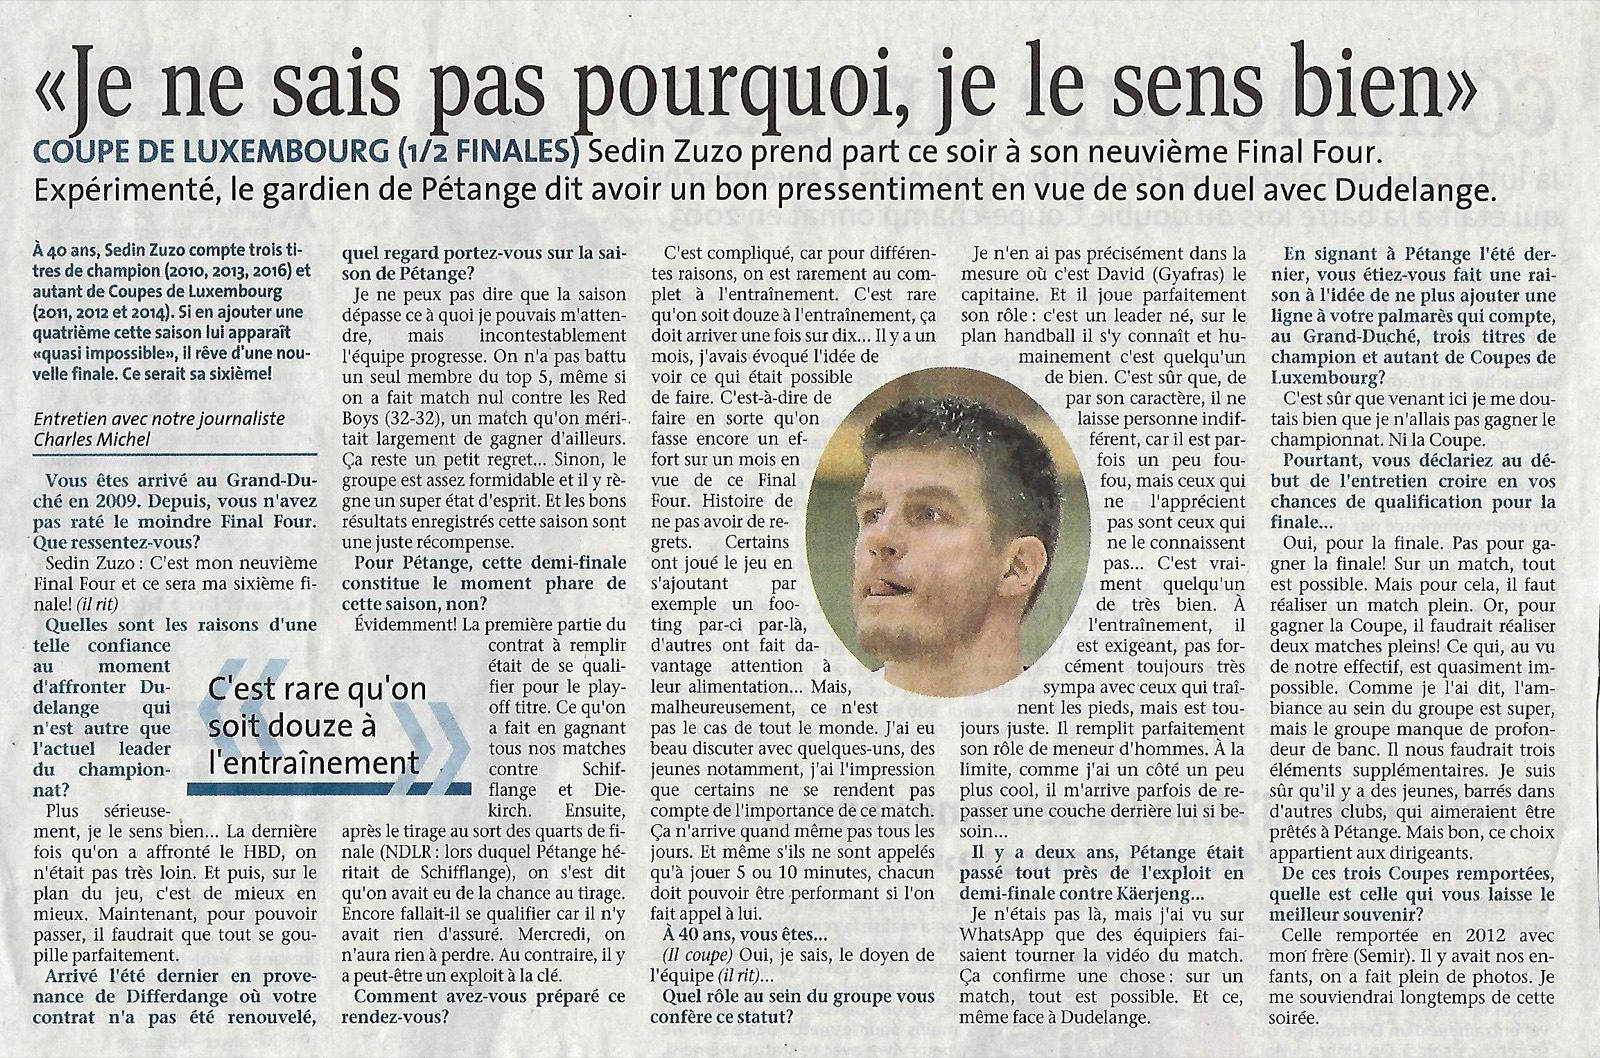 «Je ne sais pas pourquoi, je le sens bien»
COUPE DE LUXEMBOURG (1/2 FINALES) Sedin Zuzo prend part ce soir à son neuvième Final Four.
Expérimenté, le gardien de Pétange dit avoir un bon pressentiment en vue de son duel avec Dudelange.
À 40 ans, Sedin Zuzo compte trois ti-
tres de champion (2010, 2013, 2016) et
autant de Coupes de Luxembourg
(2011, 2012 et 2014). Si en ajouter une
quatrième cette saison lui apparaît
«quasi impossible», il rêve d'une nou-
velle finale. Ce serait sa sixième!
Entretien avec notre journaliste
Charles Michel
Vous êtes arrivé au Grand-Du-
ché en 2009. Depuis, vous n'avez
pas raté le moindre Final Four.
Que ressentez-vous?
Sedin Zuzo : C'est mon neuvième
Final Four et ce sera ma sixième fi-
nale! (il rit)
Quelles sont les raisons d'une
telle confiance
au moment
d'affronter Du-
delange qui
n'est autre que
l'actuel leader
du champion-
nat?
Plus sérieuse-
ment, je le sens bien... La dernière
fois qu'on a affronté le HBD, on
n'était pas très loin. Et puis, sur le
plan du jeu, c'est de mieux en
mieux. Maintenant, pour pouvoir
passer, il faudrait que tout se gou-
pille parfaitement.
Arrivé l'été dernier en prove-
nance de Differdange où votre
contrat n'a pas été renouvelé,
C'est rare qu'on
soit douze à
l'entraînement
quel regard portez-vous sur la sai-
son de Pétange?
Je ne peux pas dire que la saison
dépasse ce à quoi je pouvais m'atten-
dre, mais incontestablement
l'équipe progresse. On n'a pas battu
un seul membre du top 5, même si
on a fait match nul contre les Red
Boys (32-32), un match qu'on méri-
tait largement de gagner d'ailleurs.
Ça reste un petit regret... Sinon, le
groupe est assez formidable et il y rè-
gne un super état d'esprit. Et les bons
résultats enregistrés cette saison sont
une juste récompense.
Pour Pétange, cette demi-finale
constitue le moment phare de
cette saison, non?
Évidemment! La première partie du
contrat à remplir
était de se quali-
fier pour le play-
off titre. Ce qu'on
a fait en gagnant
tous nos matches
contre Schif-
flange et Die-
kirch. Ensuite,
après le tirage au sort des quarts de fi-
nale (NDLR : lors duquel Pétange hé-
ritait de Schifflange), on s'est dit
qu'on avait eu de la chance au tirage.
Encore fallait-il se qualifier car il n'y
avait rien d'assuré. Mercredi, on
n'aura rien à perdre. Au contraire, il y
a peut-être un exploit à la clé.
Comment avez-vous préparé ce
rendez-vous?
C'est compliqué, car pour différen-
tes raisons, on est rarement au com-
plet à l'entraînement. C'est rare
qu'on soit douze à l'entraînement, ça
doit arriver une fois sur dix... Il y a un
mois, j'avais évoqué l'idée de
voir ce qui était possible
de faire. C'est-à-dire de
faire en sorte qu'on
fasse encore un ef-
fort sur un mois en
vue de ce Final
Four. Histoire de
ne pas avoir de re-
grets. Certains
ont joué le jeu en
s'ajoutant par
exemple un foo-
ting par-ci par-là,
d'autres ont fait da-
vantage attention à
leur alimentation... Mais,
malheureusement, ce n'est
pas le cas de tout le monde. J'ai eu
beau discuter avec quelques-uns, des
jeunes notamment, j'ai l'impression
que certains ne se rendent pas
compte de l'importance de ce match.
Ça n'arrive quand même pas tous les
jours. Et même s'ils ne sont appelés
qu'à jouer 5 ou 10 minutes, chacun
doit pouvoir être performant si l'on
fait appel à lui.
À 40 ans, vous êtes...
(Il coupe) Oui, je sais, le doyen de
l'équipe (il rit)...
Quel rôle au sein du groupe vous
confère ce statut?
Je n'en ai pas précisément dans la
mesure où c'est David (Gyafras) le
capitaine. Et il joue parfaitement
son rôle : c'est un leader né, sur le
plan handball il s'y connaît et hu-
mainement c'est quelqu'un
de bien. C'est sûr que, de
par son caractère, il ne
laisse personne indif-
férent, car il est par-
fois un peu fou-
fou, mais ceux qui
ne l'apprécient
pas sont ceux qui
ne le connaissent
pas... C'est vrai-
ment quelqu'un
de très bien. À
l'entraînement, il
est exigeant, pas for-
cément toujours très
sympa avec ceux qui traî-
nent les pieds, mais est tou-
jours juste. Il remplit parfaitement
son rôle de meneur d'hommes. À la
limite, comme j'ai un côté un peu
plus cool, il m'arrive parfois de re-
passer une couche derrière lui si be-
soin...
Il y a deux ans, Pétange était
passé tout près de l'exploit en
demi-finale contre Käerjeng...
Je n'étais pas là, mais j'ai vu sur
WhatsApp que des équipiers fai-
saient tourner la vidéo du match.
Ça confirme une chose : sur un
match, tout est possible. Et ce,
même face à Dudelange.
En signant à Pétange l'été der-
nier, vous étiez-vous fait une rai-
son à l'idée de ne plus ajouter une
ligne à votre palmarès qui compte,
au Grand-Duché, trois titres de
champion et autant de Coupes de
Luxembourg?
C'est sûr que venant ici je me dou-
tais bien que je n'allais pas gagner le
championnat. Ni la Coupe.
Pourtant, vous déclariez au dé-
but de l'entretien croire en vos
chances de qualification pour la
finale...
Oui, pour la finale. Pas pour ga-
gner la finale! Sur un match, tout
est possible. Mais pour cela, il faut
réaliser un match plein. Or, pour
gagner la Coupe, il faudrait réaliser
deux matches pleins! Ce qui, au vu
de notre effectif, est quasiment im-
possible. Comme je l'ai dit, l'am-
biance au sein du groupe est super,
mais le groupe manque de profon-
deur de banc. Il nous faudrait trois
éléments supplémentaires. Je suis
sûr qu'il y a des jeunes, barrés dans
d'autres clubs, qui aimeraient être
prêtés à Pétange. Mais bon, ce choix
appartient aux dirigeants.
De ces trois Coupes remportées,
quelle est celle qui vous laisse le
meilleur souvenir?
Celle remportée en 2012 avec
mon frère (Semir). Il y avait nos en-
fants, on a fait plein de photos. Je
me souviendrai longtemps de cette
soirée.